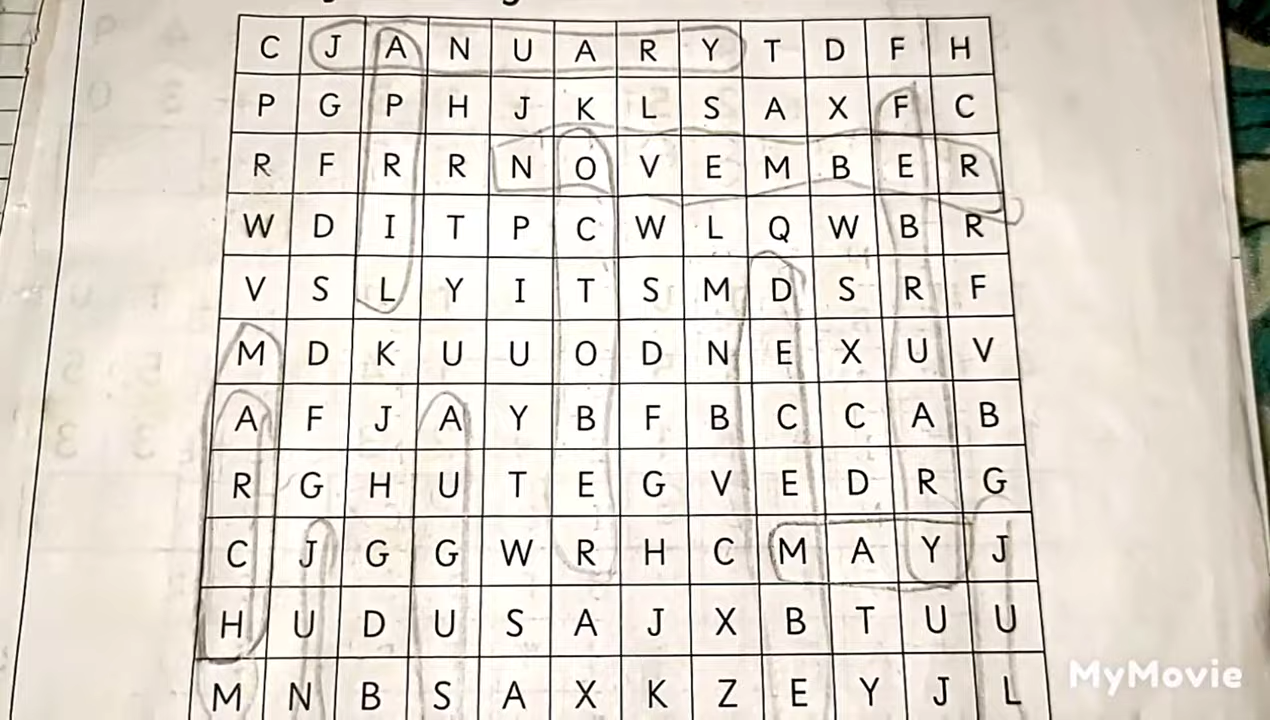 C J A N U A R Y T D F H
P G P H J K L S A X F C
R F R R N O V E M B E R
W D I T P C W L Q W B R
V S L Y I T S M D S R F
M D K U U O D N E X U V
A F J A Y B F B C C A B
R G H U T E G V E D R G
C J G G W R H C M A Y J
H U D U S A J X B T U U
M N B S A X K Z E Y J L
MyMovie